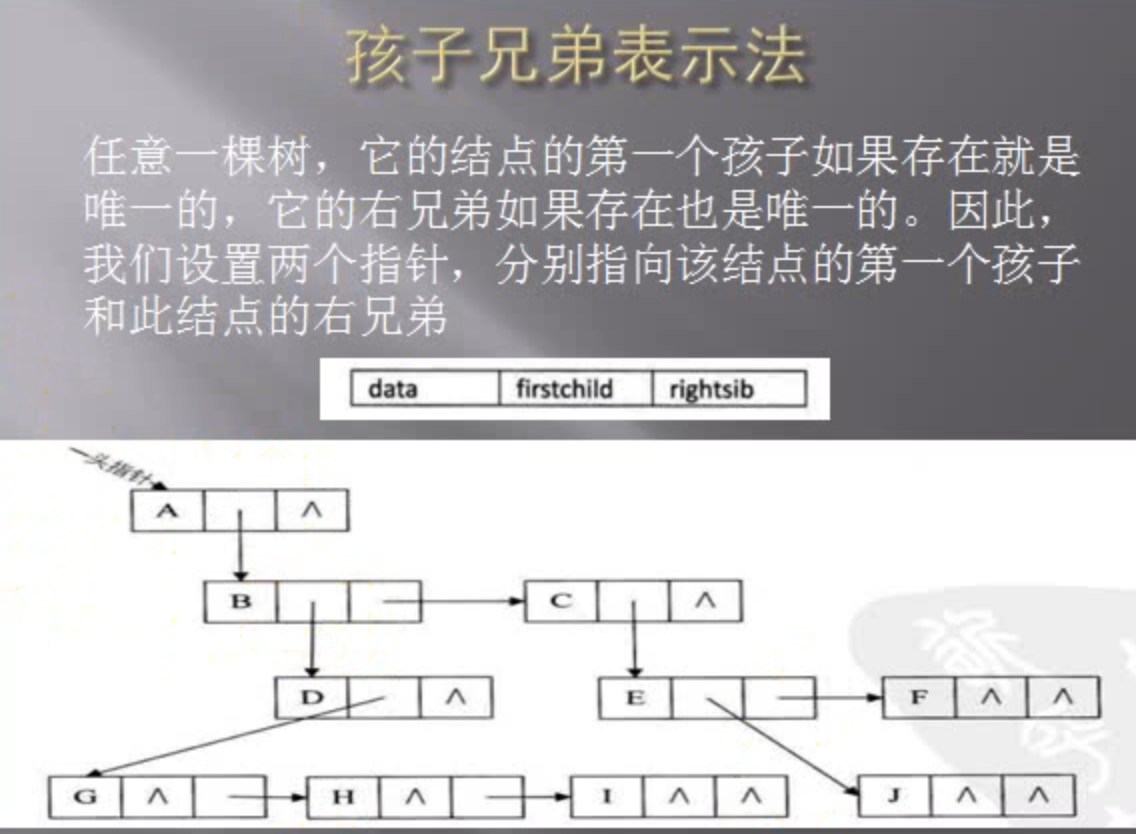 孩子兄弟表示法
任意一棵树，它的结点的第一个孩子如果存在就是
唯一的，它的右兄弟如果存在也是唯一的。因此，
我们设置两个指针，分别指向该结点的第一个孩子
和此结点的右兄弟
data firstchild rightsib
头指针
A ∧
B C ∧
D ∧ E F ∧ ∧
G ∧ H ∧ I ∧ ∧ J ∧ ∧